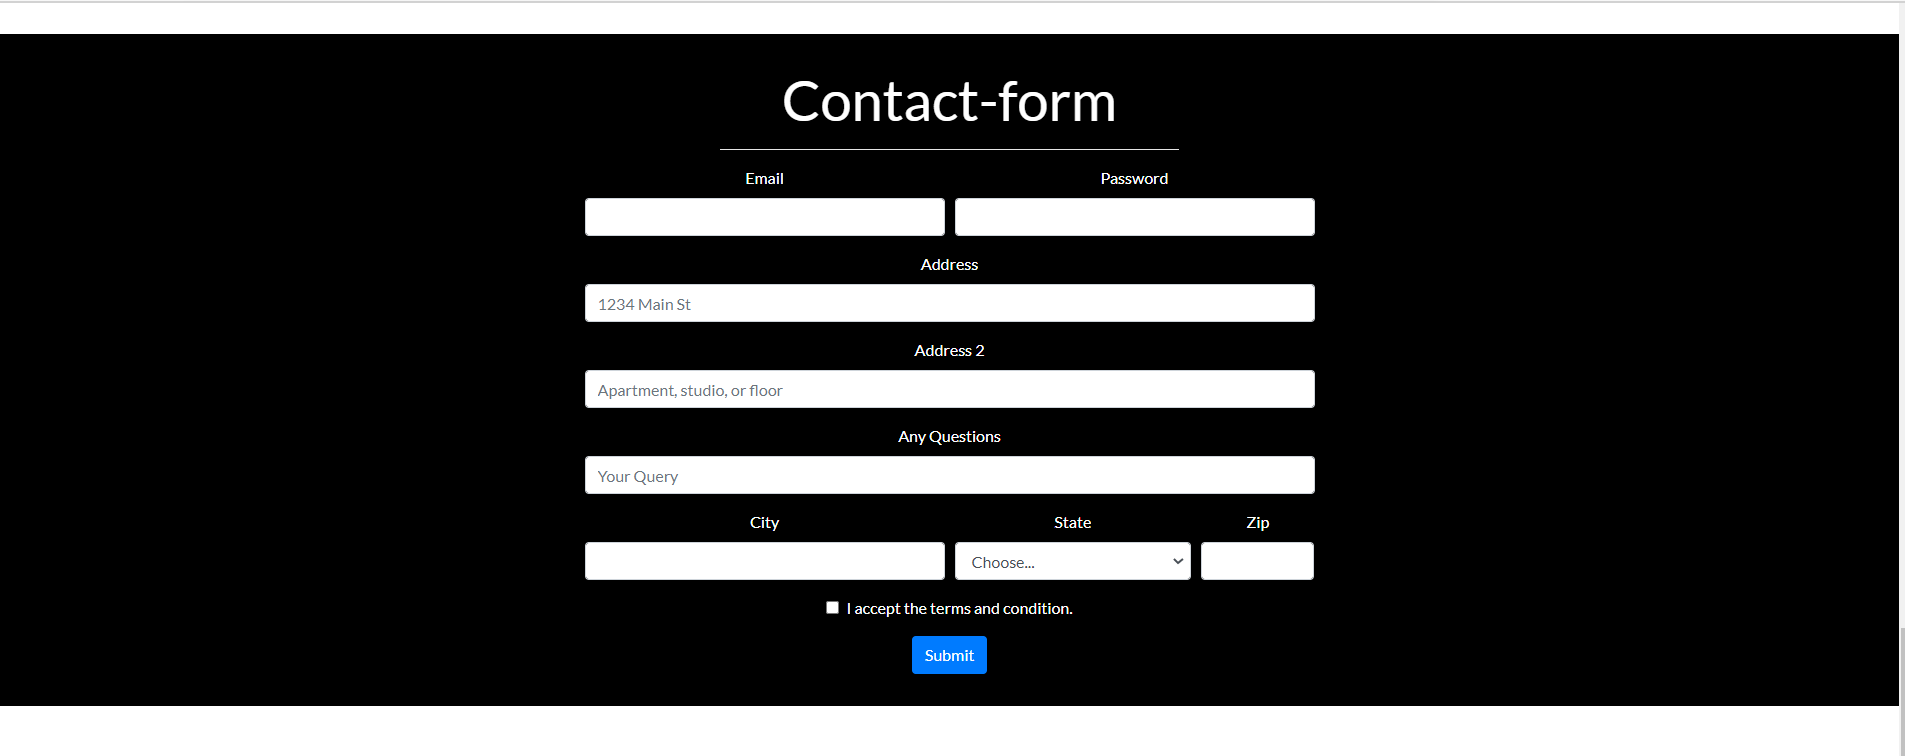 Contact-form
Email Password
Address
1234 Main St
Address 2
Apartment, studio, or floor
Any Questions
Your Query
City State Zip
Choose...
I accept the terms and condition.
Submit